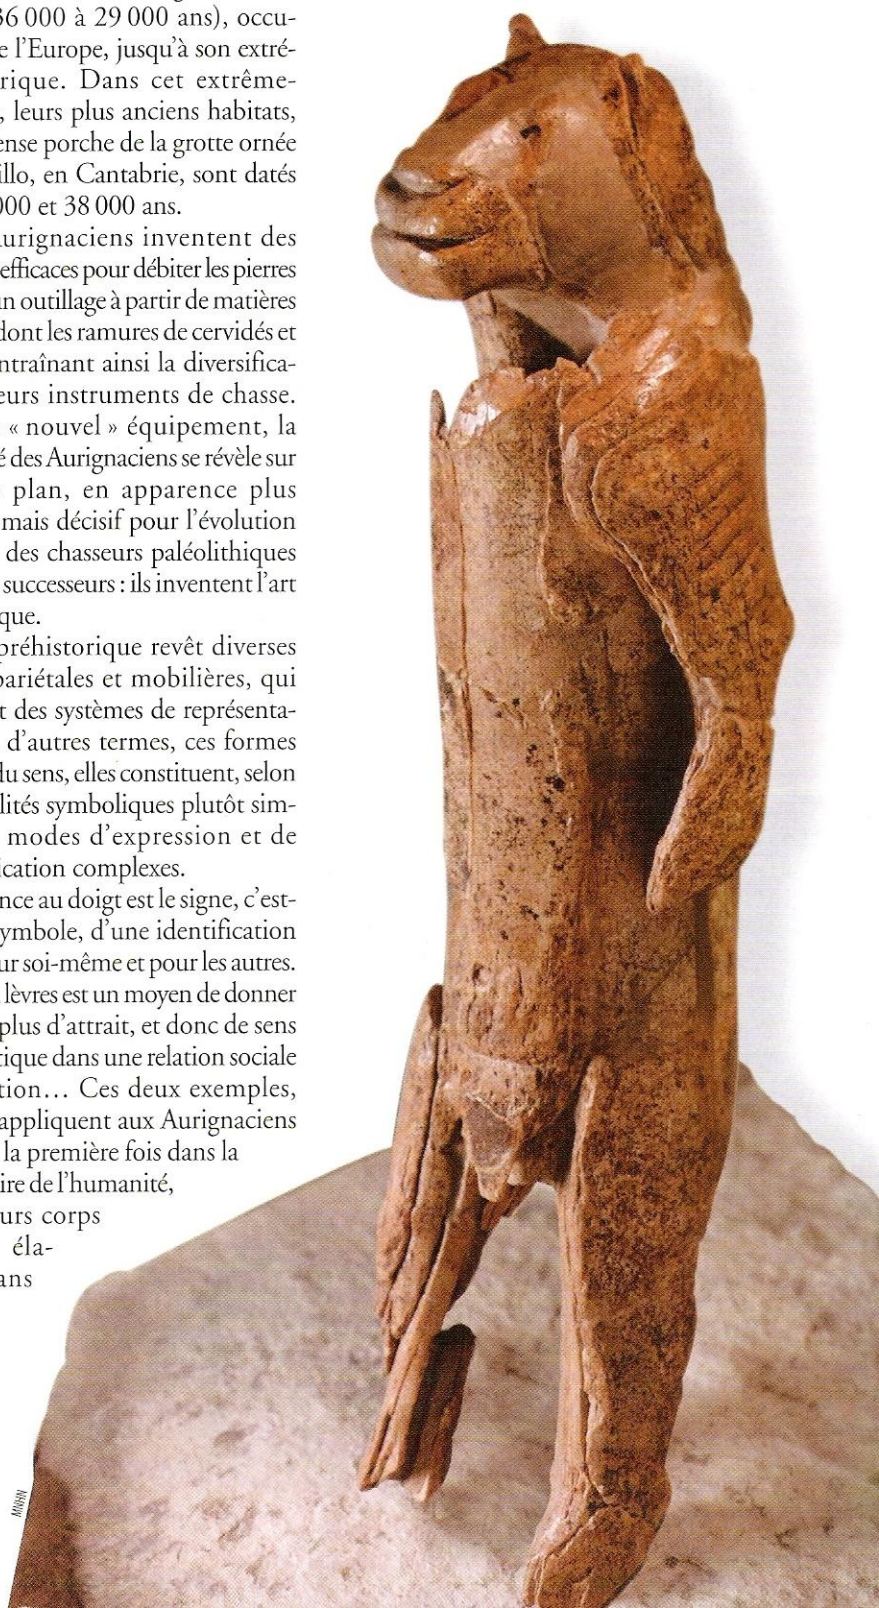 36 000 à 29 000 ans), occu-
e l'Europe, jusqu'à son extré-
rique. Dans cet extrême-
, leurs plus anciens habitats,
ense porche de la grotte ornée
illo, en Cantabrie, sont datés
000 et 38 000 ans.
urignaciens inventent des
efficaces pour débiter les pierres
un outillage à partir de matières
dont les ramures de cervidés et
ntraînant ainsi la diversifica-
eurs instruments de chasse.
« nouvel » équipement, la
é des Aurignaciens se révèle sur
plan, en apparence plus
mais décisif pour l'évolution
des chasseurs paléolithiques
successeurs : ils inventent l'art
que.
préhistorique revêt diverses
pariétales et mobilières, qui
t des systèmes de représenta-
d'autres termes, ces formes
du sens, elles constituent, selon
lités symboliques plutôt sim-
modes d'expression et de
ication complexes.
nce au doigt est le signe, c'est-
ymbole, d'une identification
ur soi-même et pour les autres.
lèvres est un moyen de donner
plus d'attrait, et donc de sens
tique dans une relation sociale
tion... Ces deux exemples,
appliquent aux Aurignaciens
la première fois dans la
ire de l'humanité,
urs corps
éla-
ans
MNHN